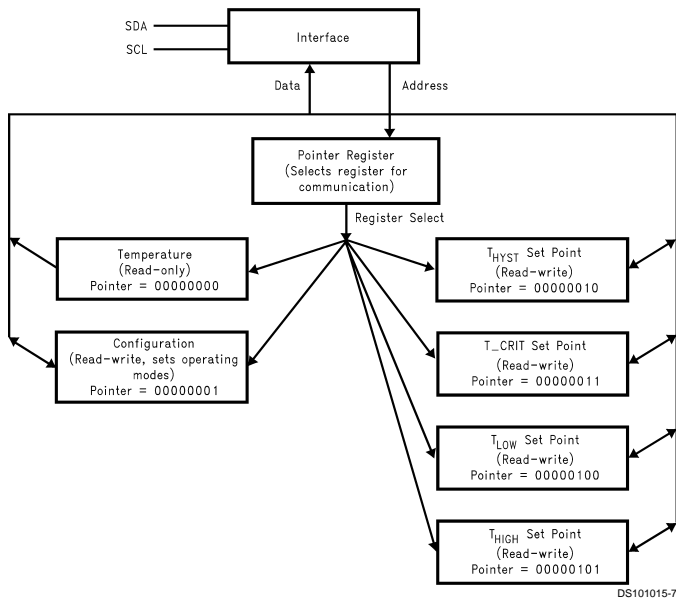 SDA
SCL
Interface
Data
Address
Pointer Register
(Selects register for
communication)
Register Select
Temperature
(Read-only)
Pointer = 00000000
Configuration
(Read-write, sets operating
modes)
Pointer = 00000001
THYST Set Point
(Read-write)
Pointer = 00000010
T_CRIT Set Point
(Read-write)
Pointer = 00000011
TLOW Set Point
(Read-write)
Pointer = 00000100
THIGH Set Point
(Read-write)
Pointer = 00000101
DS101015-7